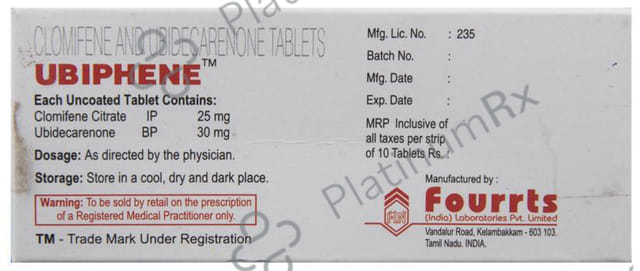 CLOMIFENE AND UBIDECARENONE TABLETS
UBIPHENE™
Each Uncoated Tablet Contains:
Clomifene Citrate IP 25 mg
Ubidecarenone BP 30 mg
Dosage: As directed by the physician.
Storage: Store in a cool, dry and dark place.
Warning: To be sold by retail on the prescription
of a Registered Medical Practitioner only.
TM - Trade Mark Under Registration
Mfg. Lic. No. : 235
Batch No. :
Mfg. Date :
Exp. Date :
MRP Inclusive of
all taxes per strip
of 10 Tablets Rs.:
Manufactured by :
Fourrts
(India) Laboratories Pvt. Limited
Vandalur Road, Kelambakkam - 603 103.
Tamil Nadu. INDIA.
PlatinumRx